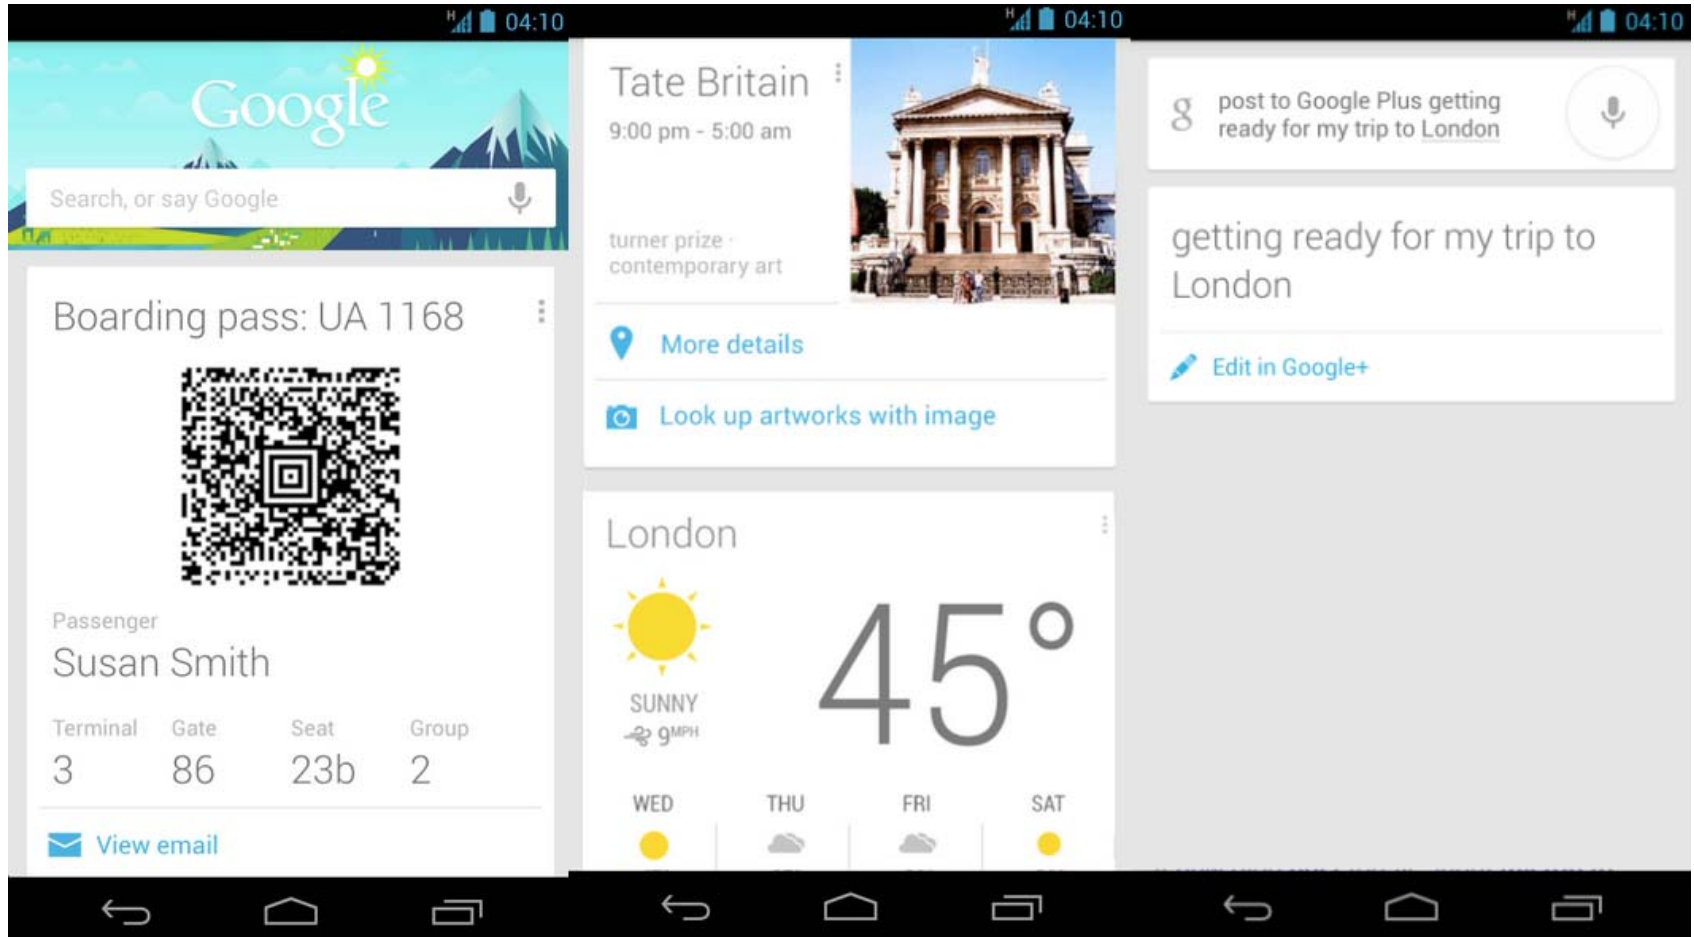 H 04:10
Google
Search, or say Google
Boarding pass: UA 1168
Passenger
Susan Smith
Terminal Gate Seat Group
3 86 23b 2
View email
H 04:10
Tate Britain
9:00 pm - 5:00 am
turner prize ·
contemporary art
More details
Look up artworks with image
London
45°
SUNNY
9 MPH
WED THU FRI SAT
H 04:10
g
post to Google Plus getting
ready for my trip to London
getting ready for my trip to
London
Edit in Google+